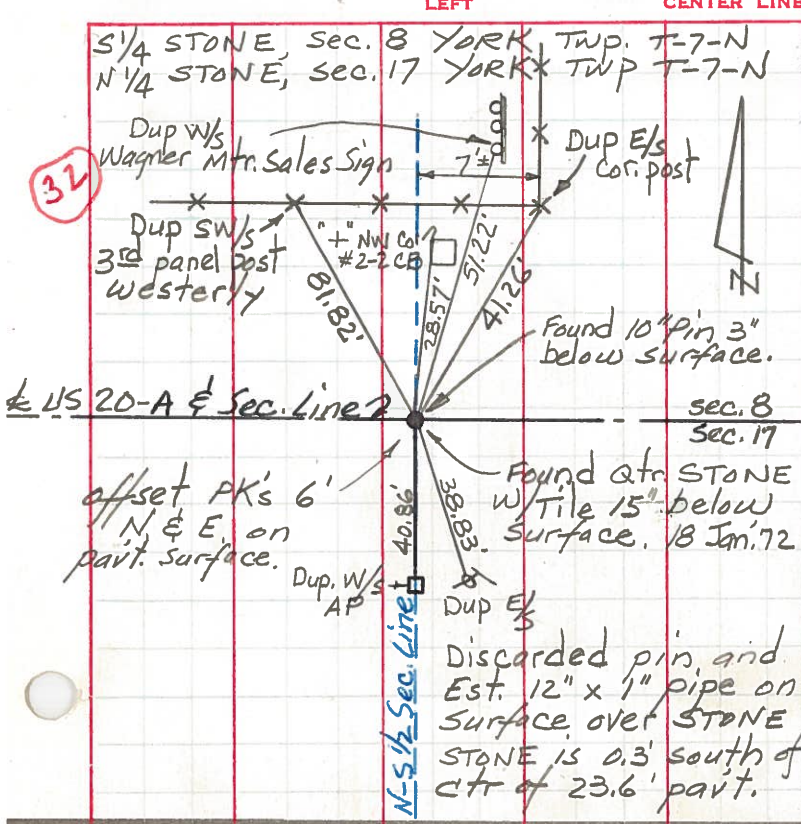 LEFT
CENTER LINE
S 1/4 STONE, Sec. 8 YORK TWP. T-7-N
N 1/4 STONE, Sec. 17 YORK TWP T-7-N
32
Dup W/s
Wagner Mtr. Sales Sign
7'±
Dup E/s
Cor. post
Dup SW/s
3rd panel post
westerly
"+" NW Co
#2-2 CB
81.82'
28.57'
51.22'
41.26'
N
Found 10" Pin 3"
below surface.
℄ US 20-A & Sec. Line
Sec. 8
Sec. 17
offset PK's 6'
N & E, on
pav't. surface.
40.86'
38.83'
Found Qtr. STONE
W/Tile 15" below
Surface. 18 Jan.'72
Dup. W/s
AP
Dup E/s
N-S 1/2 Sec. Line
Discarded pin and
Est. 12" x 1" pipe on
Surface over STONE
STONE is 0.3' south of
ctr of 23.6' pav't.